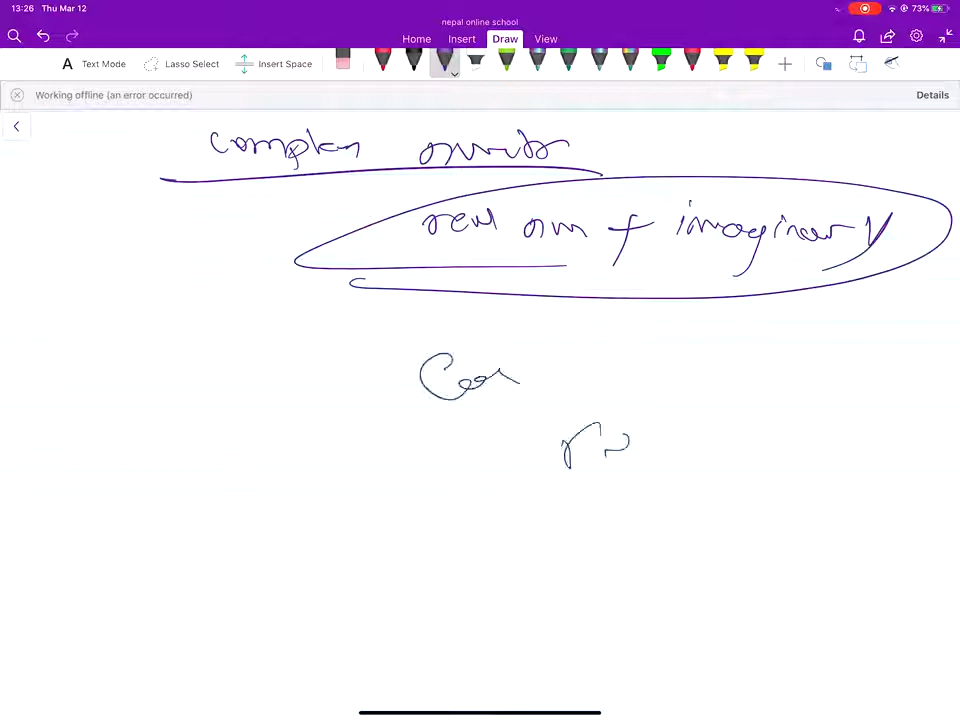 13:26 Thu Mar 12
73%
nepal online school
Home Insert Draw View
Text Mode Lasso Select Insert Space
Working offline (an error occurred) Details
complex
real num + imaginary